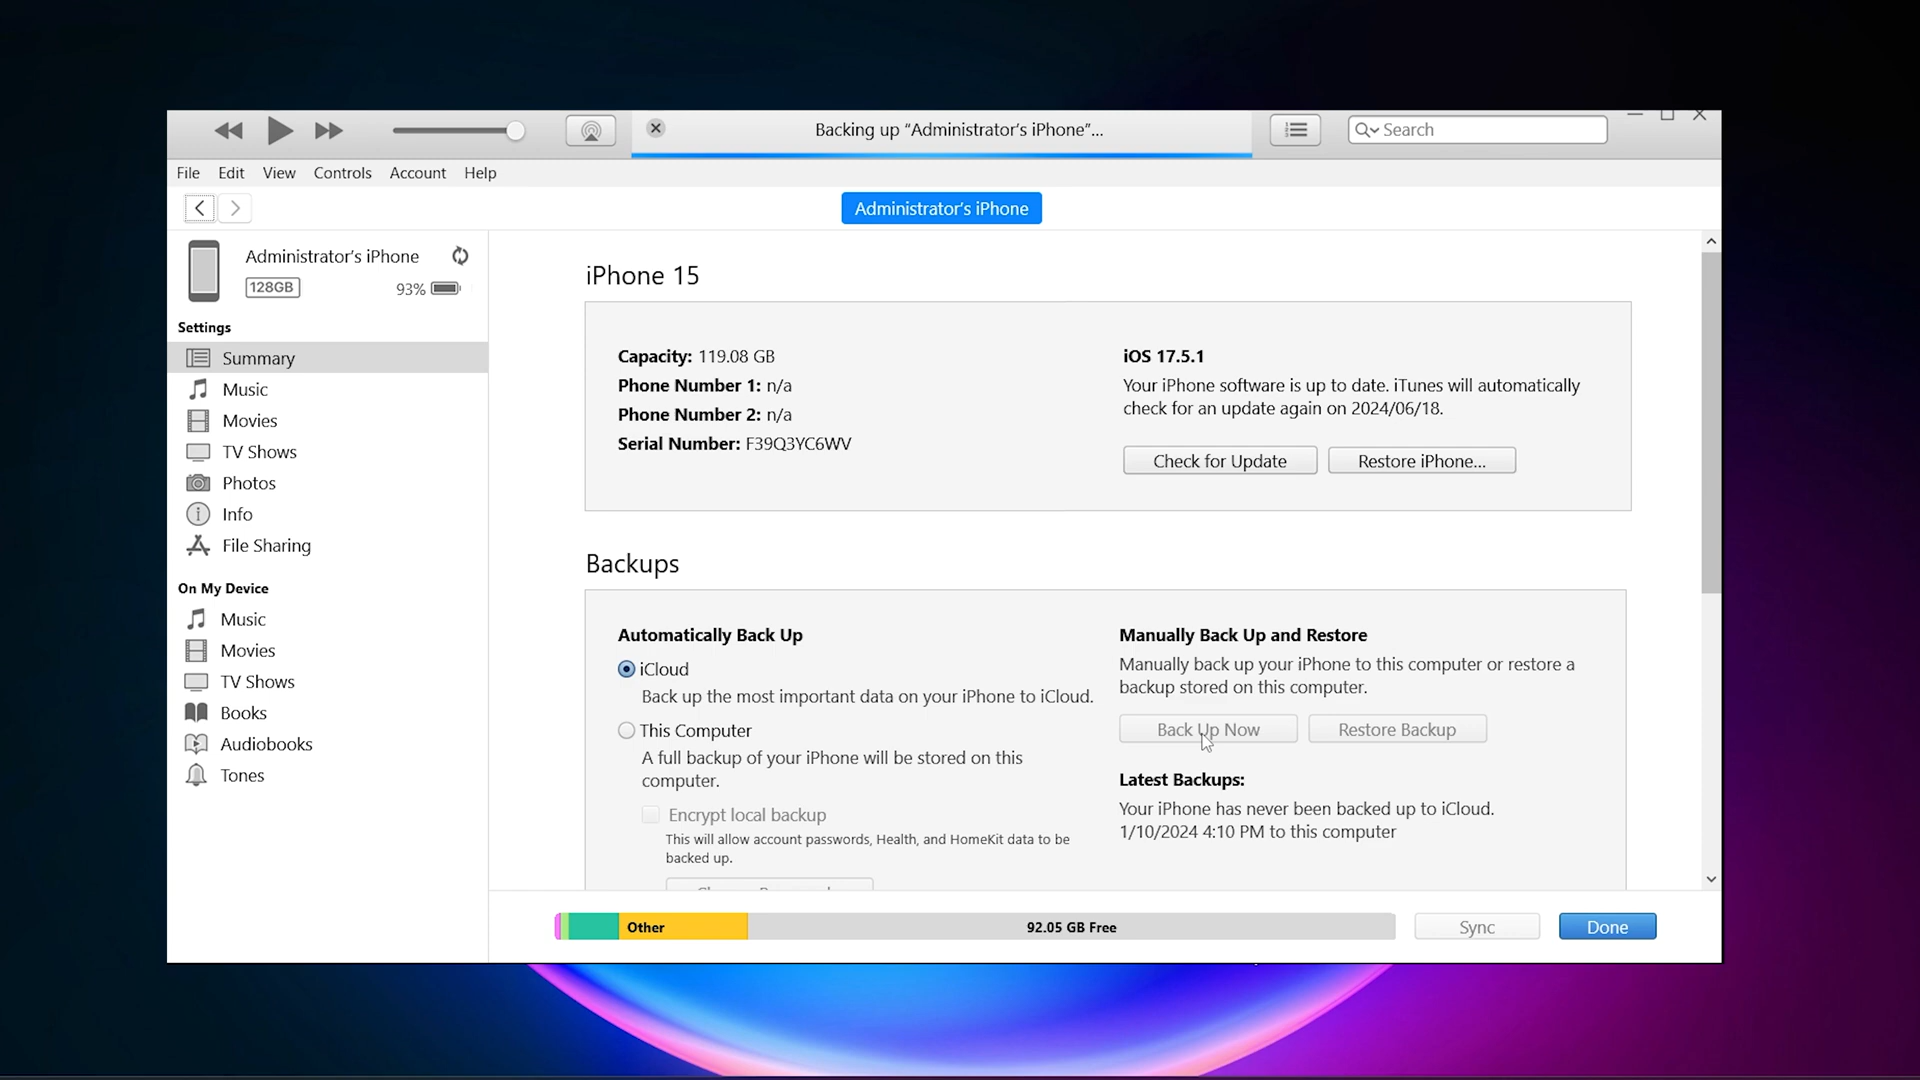 Backing up “Administrator’s iPhone”...
Search
File Edit View Controls Account Help
Administrator’s iPhone
Administrator’s iPhone
128GB
93%
Settings
Summary
Music
Movies
TV Shows
Photos
Info
File Sharing
On My Device
Music
Movies
TV Shows
Books
Audiobooks
Tones
iPhone 15
Capacity: 119.08 GB
Phone Number 1: n/a
Phone Number 2: n/a
Serial Number: F39Q3YC6WV
iOS 17.5.1
Your iPhone software is up to date. iTunes will automatically
check for an update again on 2024/06/18.
Check for Update
Restore iPhone...
Backups
Automatically Back Up
iCloud
Back up the most important data on your iPhone to iCloud.
This Computer
A full backup of your iPhone will be stored on this
computer.
Encrypt local backup
This will allow account passwords, Health, and HomeKit data to be
backed up.
Manually Back Up and Restore
Manually back up your iPhone to this computer or restore a
backup stored on this computer.
Back Up Now
Restore Backup
Latest Backups:
Your iPhone has never been backed up to iCloud.
1/10/2024 4:10 PM to this computer
Other
92.05 GB Free
Sync
Done